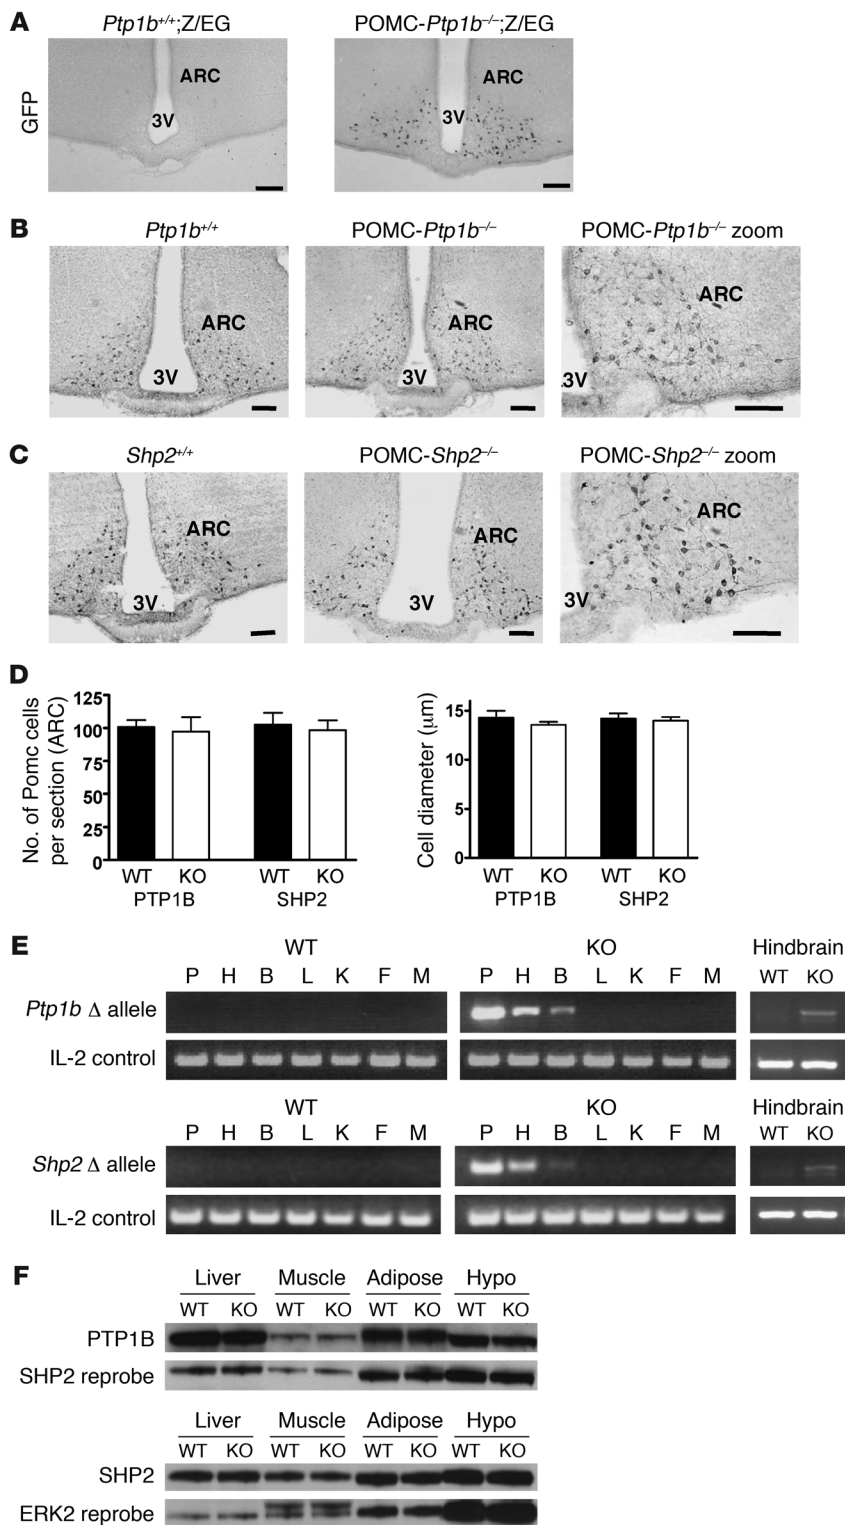 A
Ptp1b+/+;Z/EG
POMC-Ptp1b–/–;Z/EG
GFP
ARC
3V
ARC
3V
B
Ptp1b+/+
POMC-Ptp1b–/–
POMC-Ptp1b–/– zoom
ARC
3V
ARC
3V
ARC
3V
C
Shp2+/+
POMC-Shp2–/–
POMC-Shp2–/– zoom
ARC
3V
ARC
3V
ARC
3V
D
No. of Pomc cells
per section (ARC)
125
100
75
50
25
0
WT KO WT KO
PTP1B SHP2
Cell diameter (μm)
15
10
5
0
WT KO WT KO
PTP1B SHP2
E
WT KO Hindbrain
P H B L K F M P H B L K F M WT KO
Ptp1b Δ allele
IL-2 control
WT KO Hindbrain
P H B L K F M P H B L K F M WT KO
Shp2 Δ allele
IL-2 control
F
Liver Muscle Adipose Hypo
WT KO WT KO WT KO WT KO
PTP1B
SHP2 reprobe
Liver Muscle Adipose Hypo
WT KO WT KO WT KO WT KO
SHP2
ERK2 reprobe